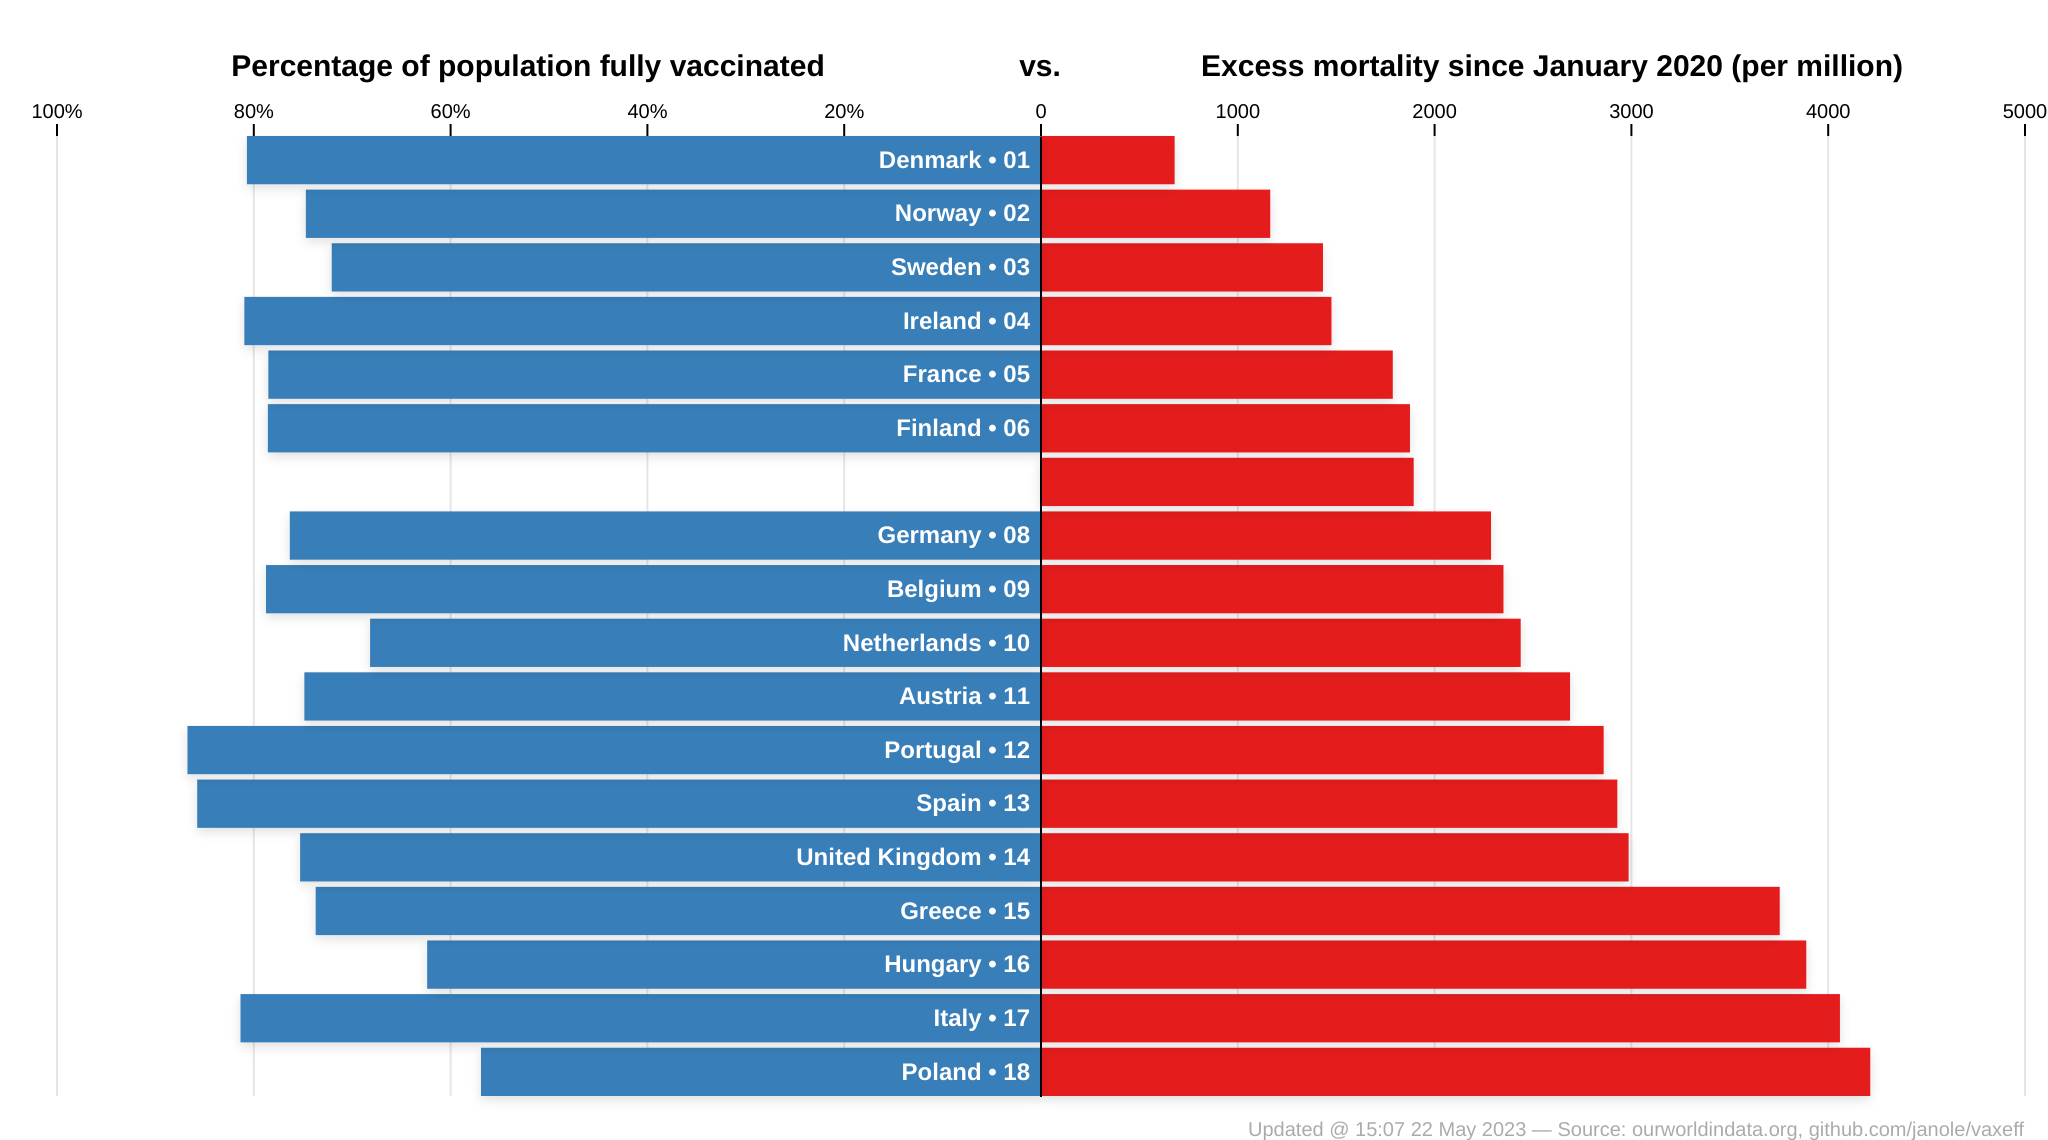 Percentage of population fully vaccinated vs. Excess mortality since January 2020 (per million)
100% 80% 60% 40% 20% 0 1000 2000 3000 4000 5000
Denmark • 01
Norway • 02
Sweden • 03
Ireland • 04
France • 05
Finland • 06
Germany • 08
Belgium • 09
Netherlands • 10
Austria • 11
Portugal • 12
Spain • 13
United Kingdom • 14
Greece • 15
Hungary • 16
Italy • 17
Poland • 18
Updated @ 15:07 22 May 2023 — Source: ourworldindata.org, github.com/janole/vaxeff